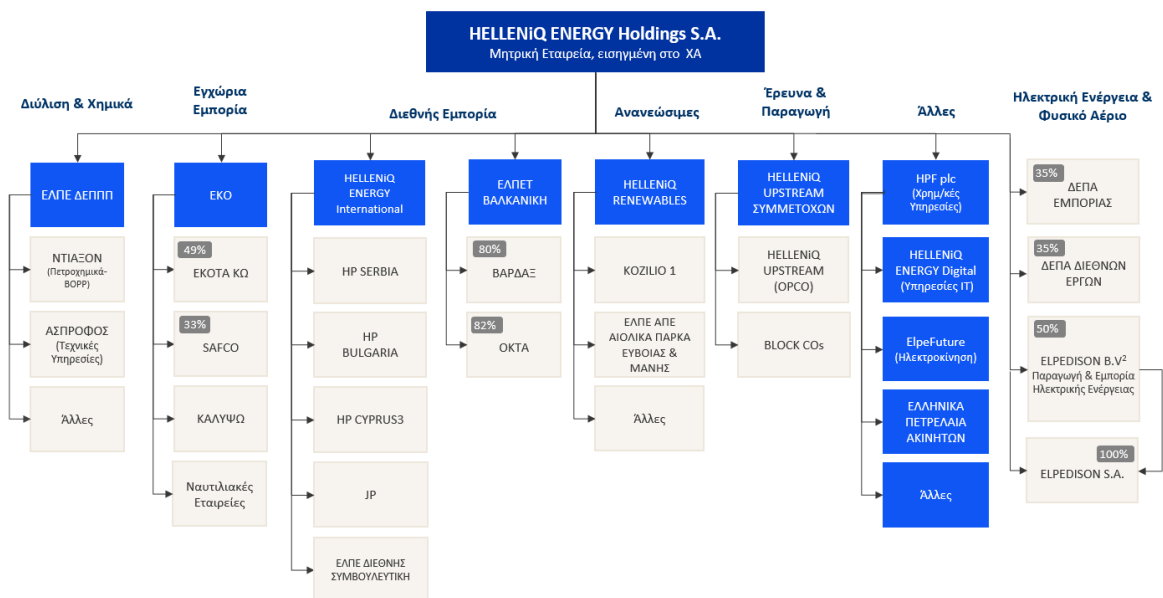 HELLENiQ ENERGY Holdings S.A.
Μητρική Εταιρεία, εισηγμένη στο ΧΑ
Διύλιση & Χημικά
Εγχώρια
Εμπορία
Διεθνής Εμπορία
Ανανεώσιμες
Έρευνα &
Παραγωγή
Άλλες
Ηλεκτρική Ενέργεια &
Φυσικό Αέριο
ΕΛΠΕ ΔΕΠΠΠ
ΝΤΙΑΞΟΝ
(Πετροχημικά-
BOPP)
ΑΣΠΡΟΦΟΣ
(Τεχνικές
Υπηρεσίες)
Άλλες
ΕΚΟ
49%
ΕΚΟΤΑ ΚΩ
33%
SAFCO
ΚΑΛΥΨΩ
Ναυτιλιακές
Εταιρείες
HELLENiQ
ENERGY
International
HP SERBIA
HP
BULGARIA
HP CYPRUS3
JP
ΕΛΠΕ ΔΙΕΘΝΗΣ
ΣΥΜΒΟΥΛΕΥΤΙΚΗ
ΕΛΠΕΤ
ΒΑΛΚΑΝΙΚΗ
80%
ΒΑΡΔΑΞ
82%
ΟΚΤΑ
HELLENiQ
RENEWABLES
KOZILIO 1
ΕΛΠΕ ΑΠΕ
ΑΙΟΛΙΚΑ ΠΑΡΚΑ
ΕΥΒΟΙΑΣ &
ΜΑΝΗΣ
Άλλες
HELLENiQ
UPSTREAM
ΣΥΜΜΕΤΟΧΩΝ
HELLENiQ
UPSTREAM
(OPCO)
BLOCK COs
HPF plc
(Χρημ/κές
Υπηρεσίες)
HELLENiQ
ENERGY Digital
(Υπηρεσίες IT)
ElpeFuture
(Ηλεκτροκίνηση)
ΕΛΛΗΝΙΚΑ
ΠΕΤΡΕΛΑΙΑ
ΑΚΙΝΗΤΩΝ
Άλλες
35%
ΔΕΠΑ
ΕΜΠΟΡΙΑΣ
35%
ΔΕΠΑ ΔΙΕΘΝΩΝ
ΕΡΓΩΝ
50%
ELPEDISON B.V²
Παραγωγή & Εμπορία
Ηλεκτρικής Ενέργειας
100%
ELPEDISON S.A.